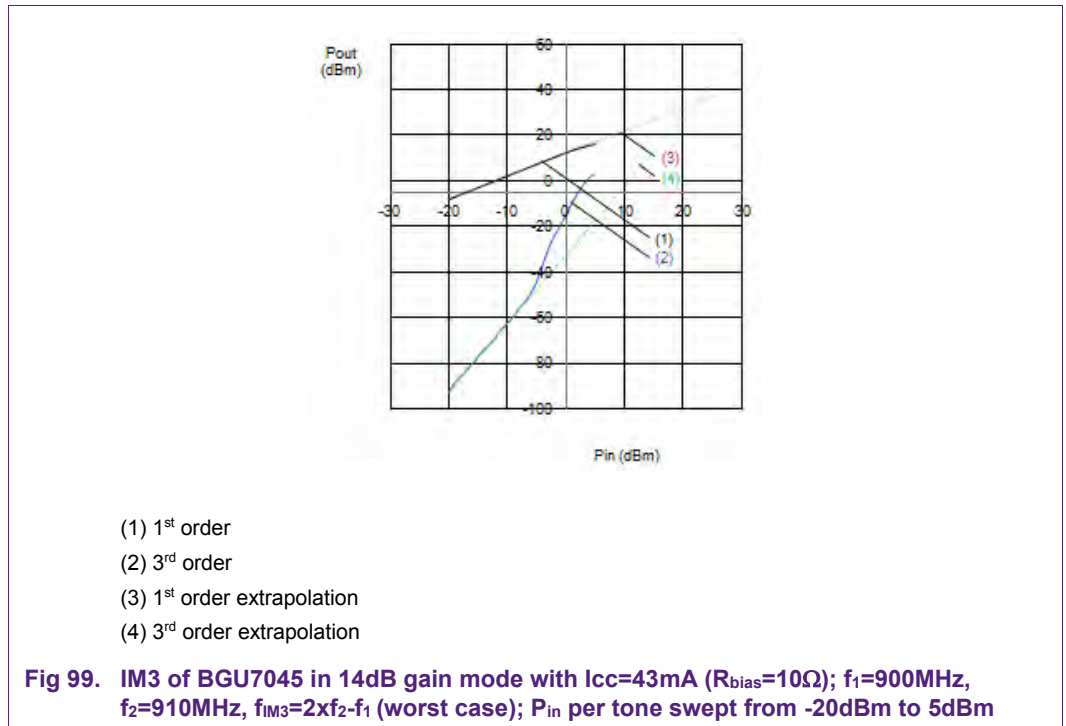 Pout
(dBm)
60
40
20
0
-30 -20 -10 0 10 20 30
-20
-40
-60
80
-100
(3)
(4)
(1)
(2)
Pin (dBm)
(1) 1st order
(2) 3rd order
(3) 1st order extrapolation
(4) 3rd order extrapolation
Fig 99. IM3 of BGU7045 in 14dB gain mode with Icc=43mA (Rbias=10Ω); f1=900MHz,
f2=910MHz, fIM3=2xf2-f1 (worst case); Pin per tone swept from -20dBm to 5dBm